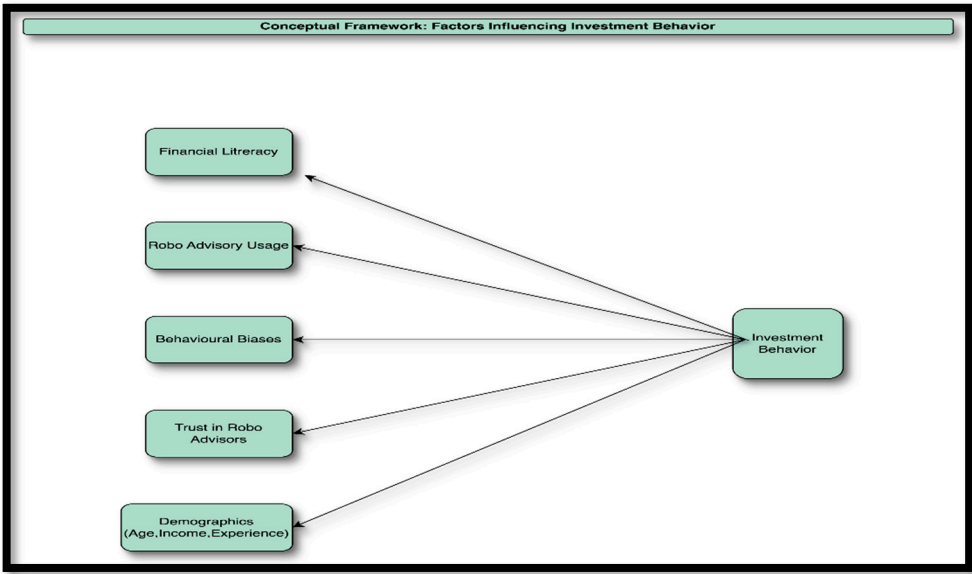 Conceptual Framework: Factors Influencing Investment Behavior
Financial Litreracy
Robo Advisory Usage
Behavioural Biases
Investment
Behavior
Trust in Robo
Advisors
Demographics
(Age,Income,Experience)